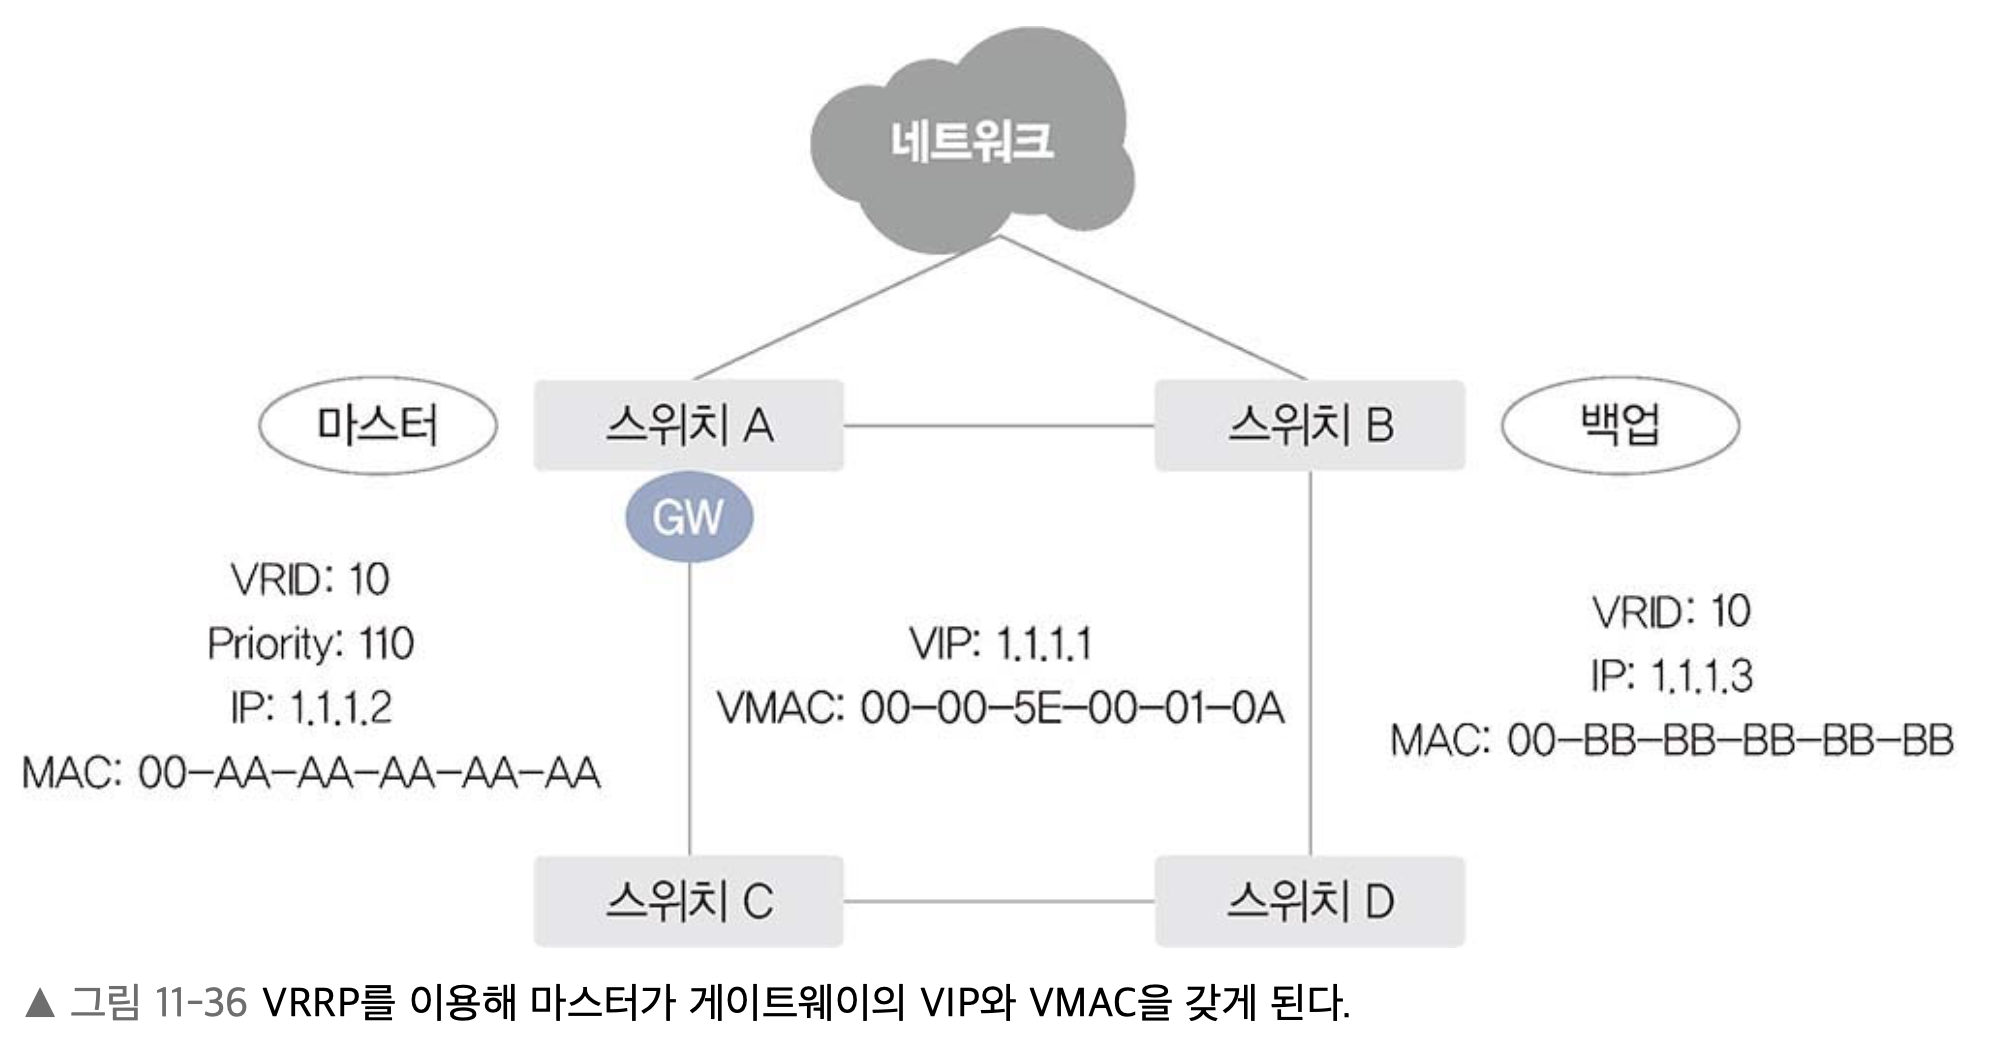 네트워크
마스터
스위치 A
스위치 B
백업
GW
VRID: 10
Priority: 110
IP: 1.1.1.2
MAC: 00-AA-AA-AA-AA-AA
VIP: 1.1.1.1
VMAC: 00-00-5E-00-01-0A
VRID: 10
IP: 1.1.1.3
MAC: 00-BB-BB-BB-BB-BB
스위치 C
스위치 D
▲ 그림 11-36 VRRP를 이용해 마스터가 게이트웨이의 VIP와 VMAC을 갖게 된다.